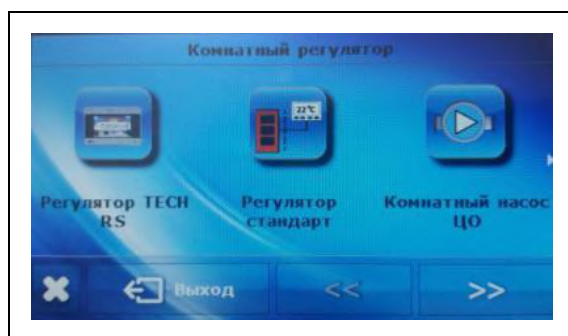 Комнатный регулятор
22°C
Регулятор TECH
RS
Регулятор
стандарт
Комнатный насос
ЦО
Выход
<<
>>